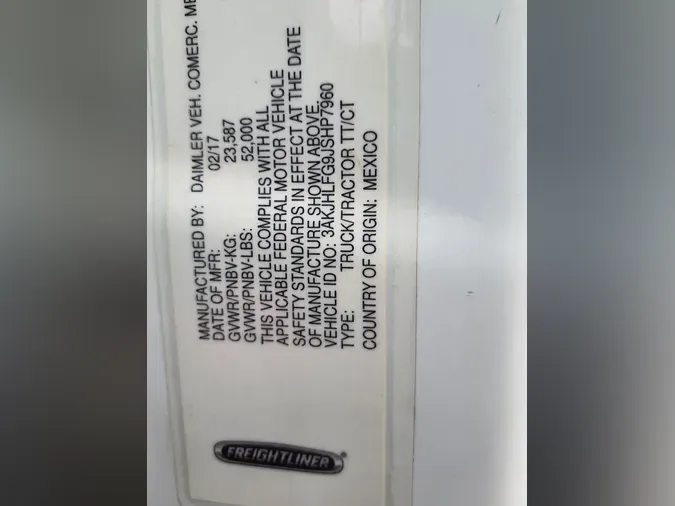 MANUFACTURED BY: DAIMLER VEH. COMERC.
DATE OF MFR: 02/17
GVWR/PNBV-KG: 23,587
GVWR/PNBV-LBS: 52,000
THIS VEHICLE COMPLIES WITH ALL
APPLICABLE FEDERAL MOTOR VEHICLE
SAFETY STANDARDS IN EFFECT AT THE DATE
OF MANUFACTURE SHOWN ABOVE.
VEHICLE ID NO: 3AKJHLFG9JSHP7960
TYPE: TRUCK/TRACTOR TT/CT
COUNTRY OF ORIGIN: MEXICO
FREIGHTLINER